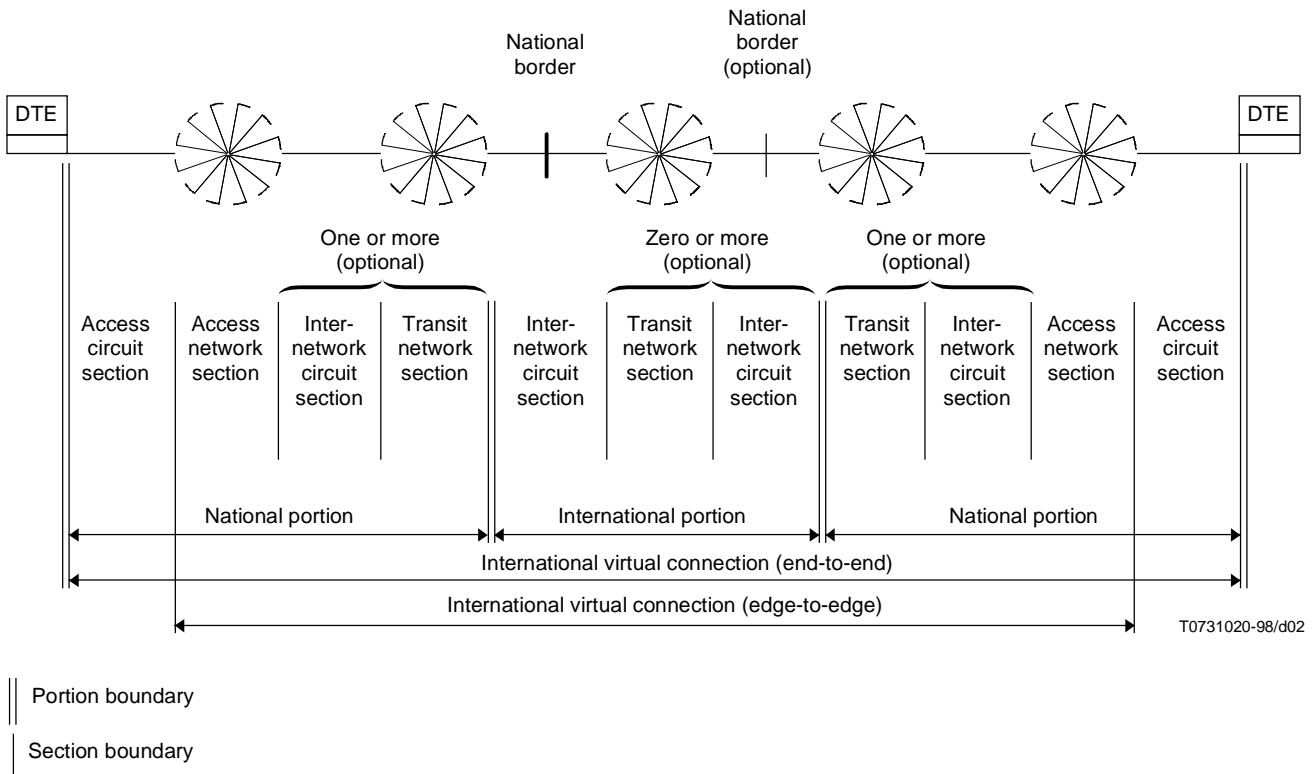 National
border
National
border
(optional)
DTE
DTE
One or more
(optional)
Zero or more
(optional)
One or more
(optional)
Access
circuit
section
Access
network
section
Inter-
network
circuit
section
Transit
network
section
Inter-
network
circuit
section
Transit
network
section
Inter-
network
circuit
section
Transit
network
section
Inter-
network
circuit
section
Access
network
section
Access
circuit
section
National portion
International portion
National portion
International virtual connection (end-to-end)
International virtual connection (edge-to-edge)
T0731020-98/d02
Portion boundary
Section boundary